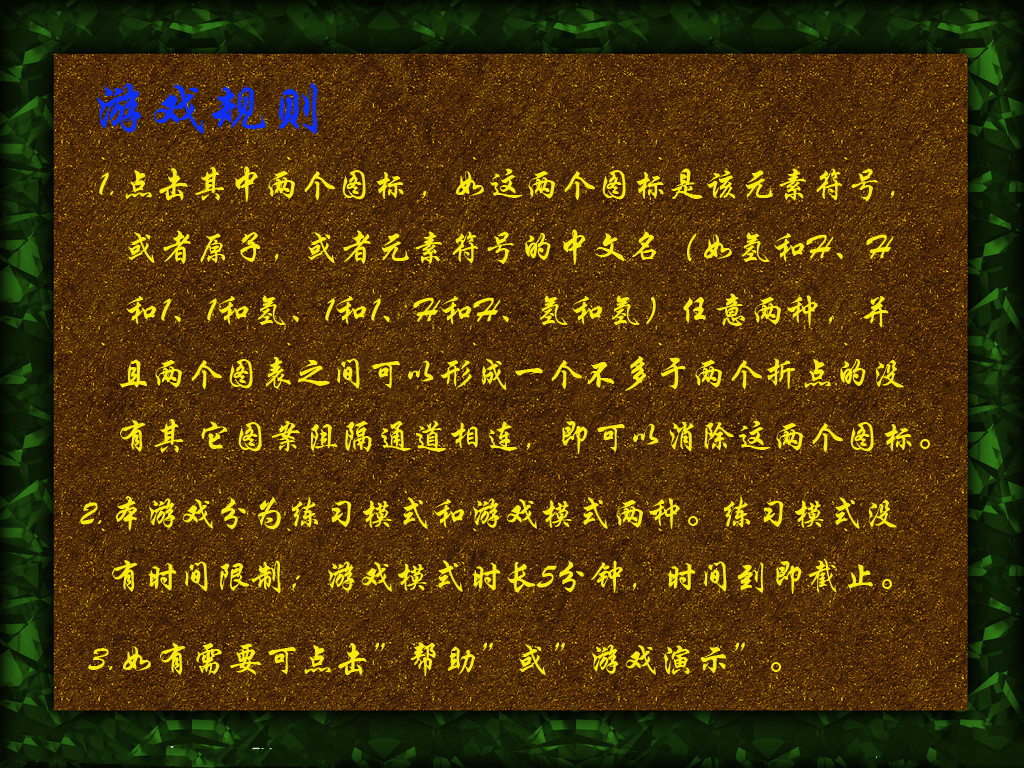 游戏规则
1.点击其中两个图标，如这两个图标是该元素符号，
或者原子，或者元素符号的中文名（如氢和H、H
和1、1和氢、1和1、H和H、氢和氢）任意两种，并
且两个图表之间可以形成一个不多于两个折点的没
有其 它图案阻隔通道相连，即可以消除这两个图标。
2.本游戏分为练习模式和游戏模式两种。练习模式没
有时间限制；游戏模式时长5分钟，时间到即截止。
3.如有需要可点击”帮助”或”游戏演示”。